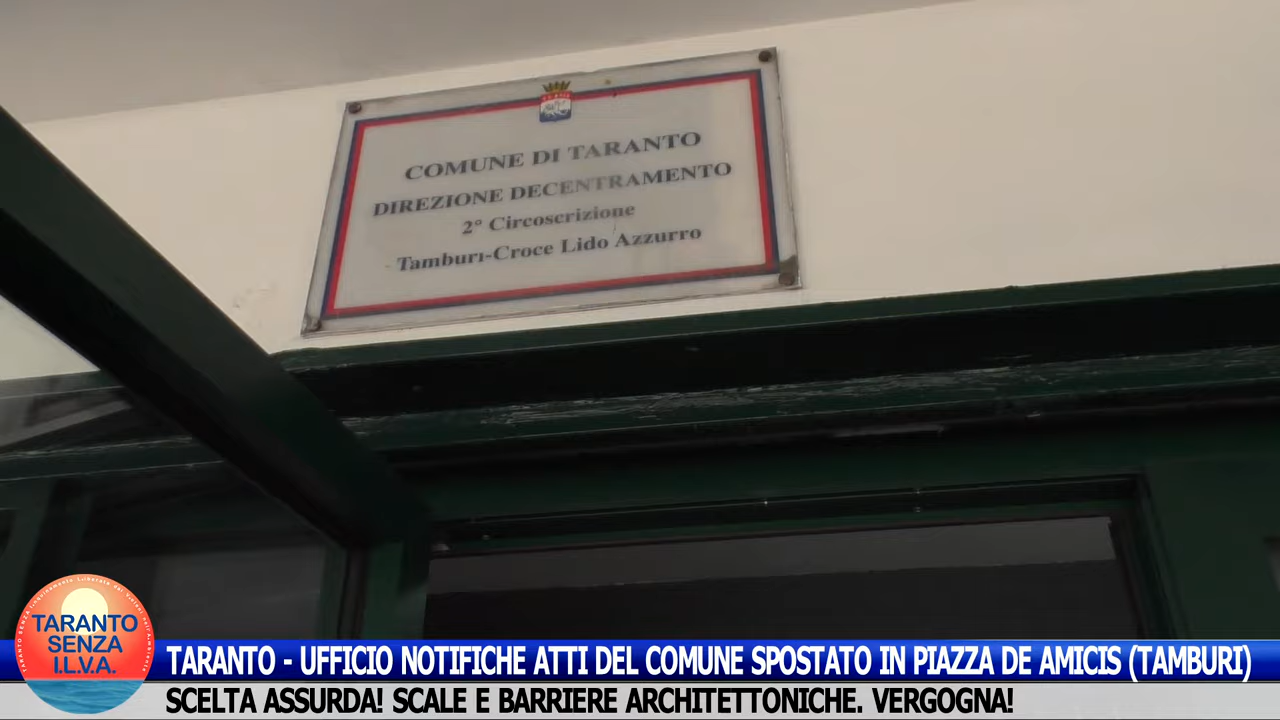 COMUNE DI TARANTO
DIREZIONE DECENTRAMENTO
2° Circoscrizione
Tamburi-Croce Lido Azzurro
TARANTO
SENZA
I.L.V.A.
TARANTO - UFFICIO NOTIFICHE ATTI DEL COMUNE SPOSTATO IN PIAZZA DE AMICIS (TAMBURI)
SCELTA ASSURDA! SCALE E BARRIERE ARCHITETTONICHE. VERGOGNA!